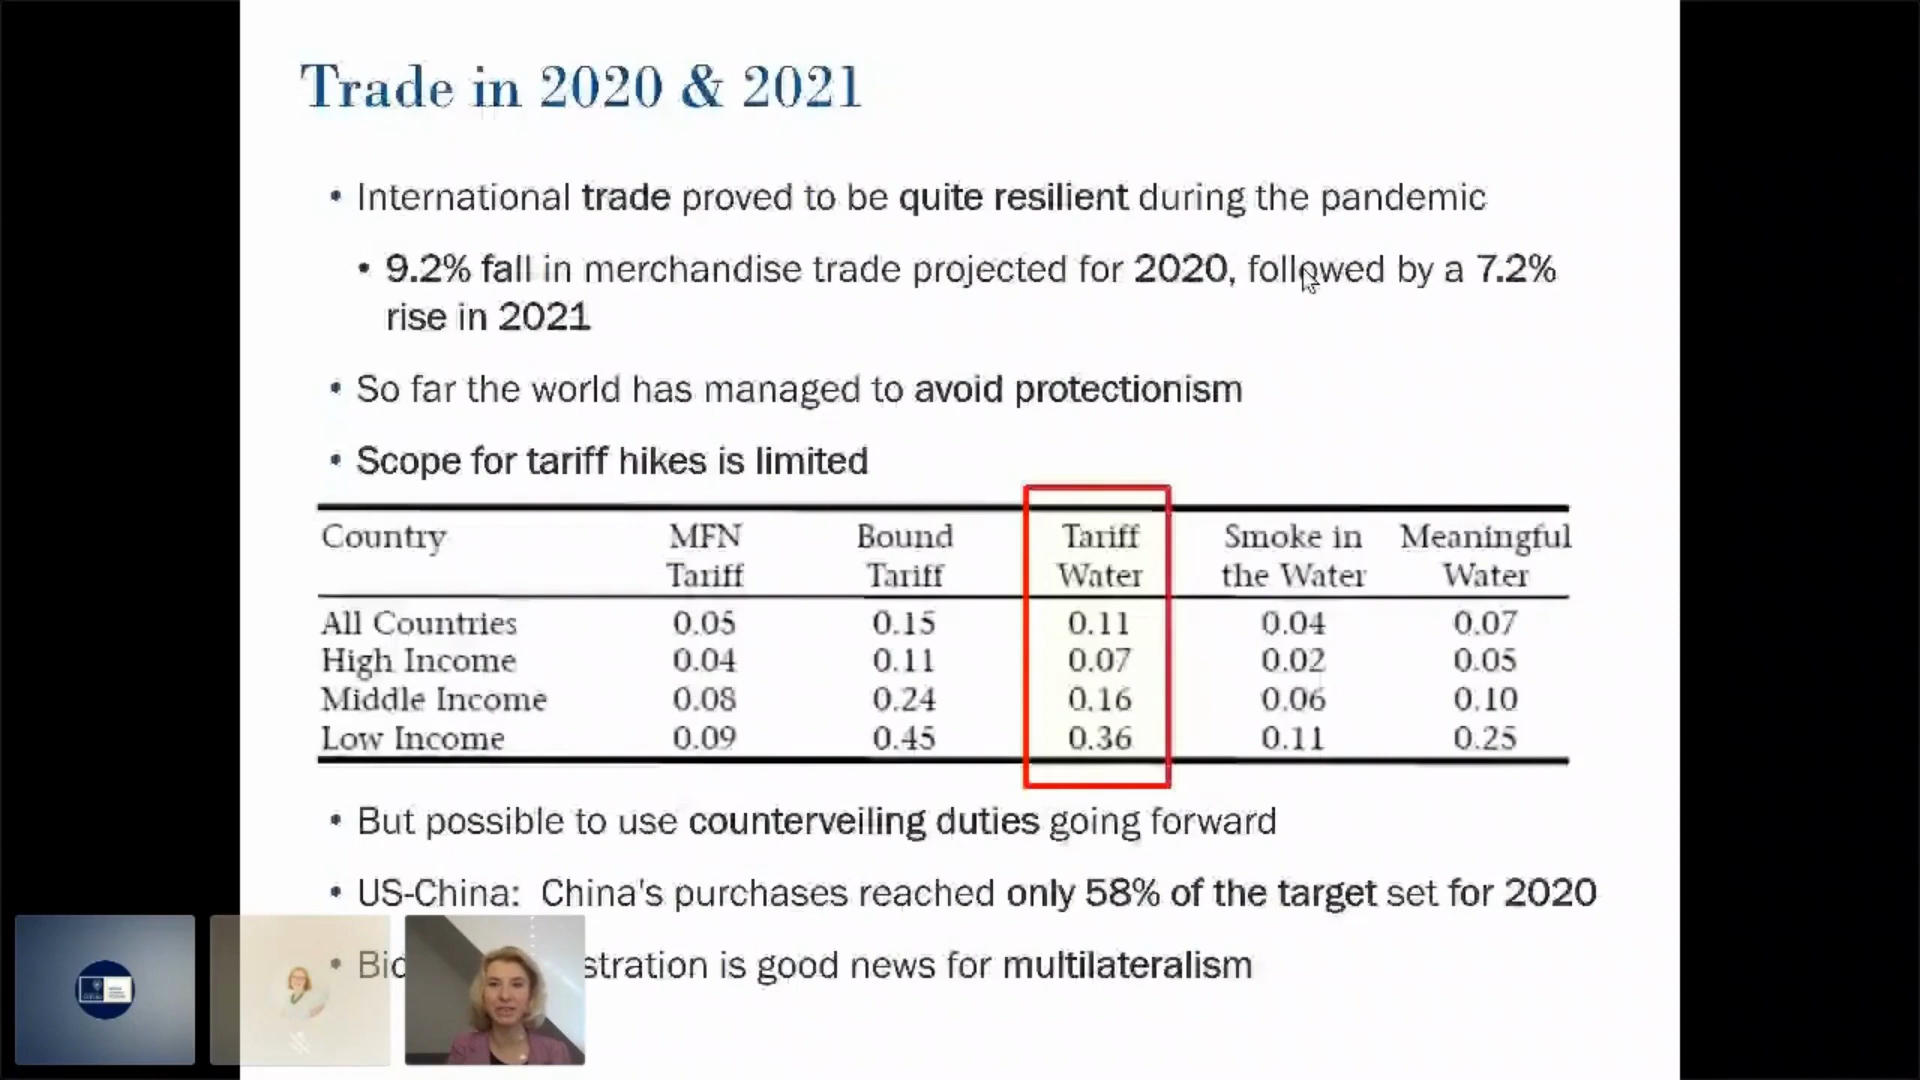 Trade in 2020 & 2021
• International trade proved to be quite resilient during the pandemic
• 9.2% fall in merchandise trade projected for 2020, followed by a 7.2%
rise in 2021
• So far the world has managed to avoid protectionism
• Scope for tariff hikes is limited
Country MFN Bound Tariff Smoke in Meaningful
Tariff Tariff Water the Water Water
All Countries 0.05 0.15 0.11 0.04 0.07
High Income 0.04 0.11 0.07 0.02 0.05
Middle Income 0.08 0.24 0.16 0.06 0.10
Low Income 0.09 0.45 0.36 0.11 0.25
• But possible to use counterveiling duties going forward
• US-China: China's purchases reached only 58% of the target set for 2020
• Bid stration is good news for multilateralism